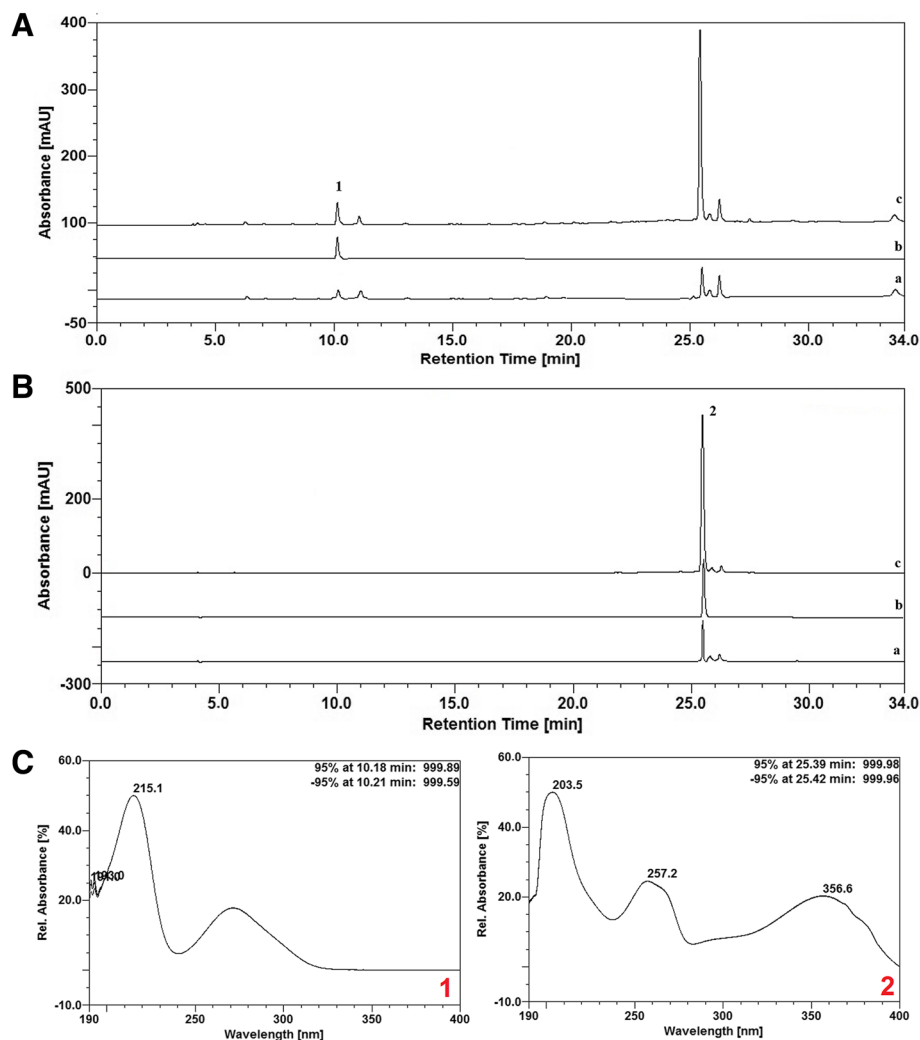 A
Absorbance [mAU]
400
300
200
100
-50
1
c
b
a
0.0 5.0 10.0 15.0 20.0 25.0 30.0 34.0
Retention Time [min]
B
Absorbance [mAU]
500
200
0
-300
2
c
b
a
0.0 5.0 10.0 15.0 20.0 25.0 30.0 34.0
Retention Time [min]
C
Rel. Absorbance [%]
60.0
40.0
20.0
-10.0
95% at 10.18 min: 999.89
-95% at 10.21 min: 999.59
215.1
193.0
1
190 250 300 350 400
Wavelength [nm]
Rel. Absorbance [%]
60.0
40.0
20.0
-10.0
95% at 25.39 min: 999.98
-95% at 25.42 min: 999.96
203.5
257.2
356.6
2
190 250 300 350 400
Wavelength [nm]